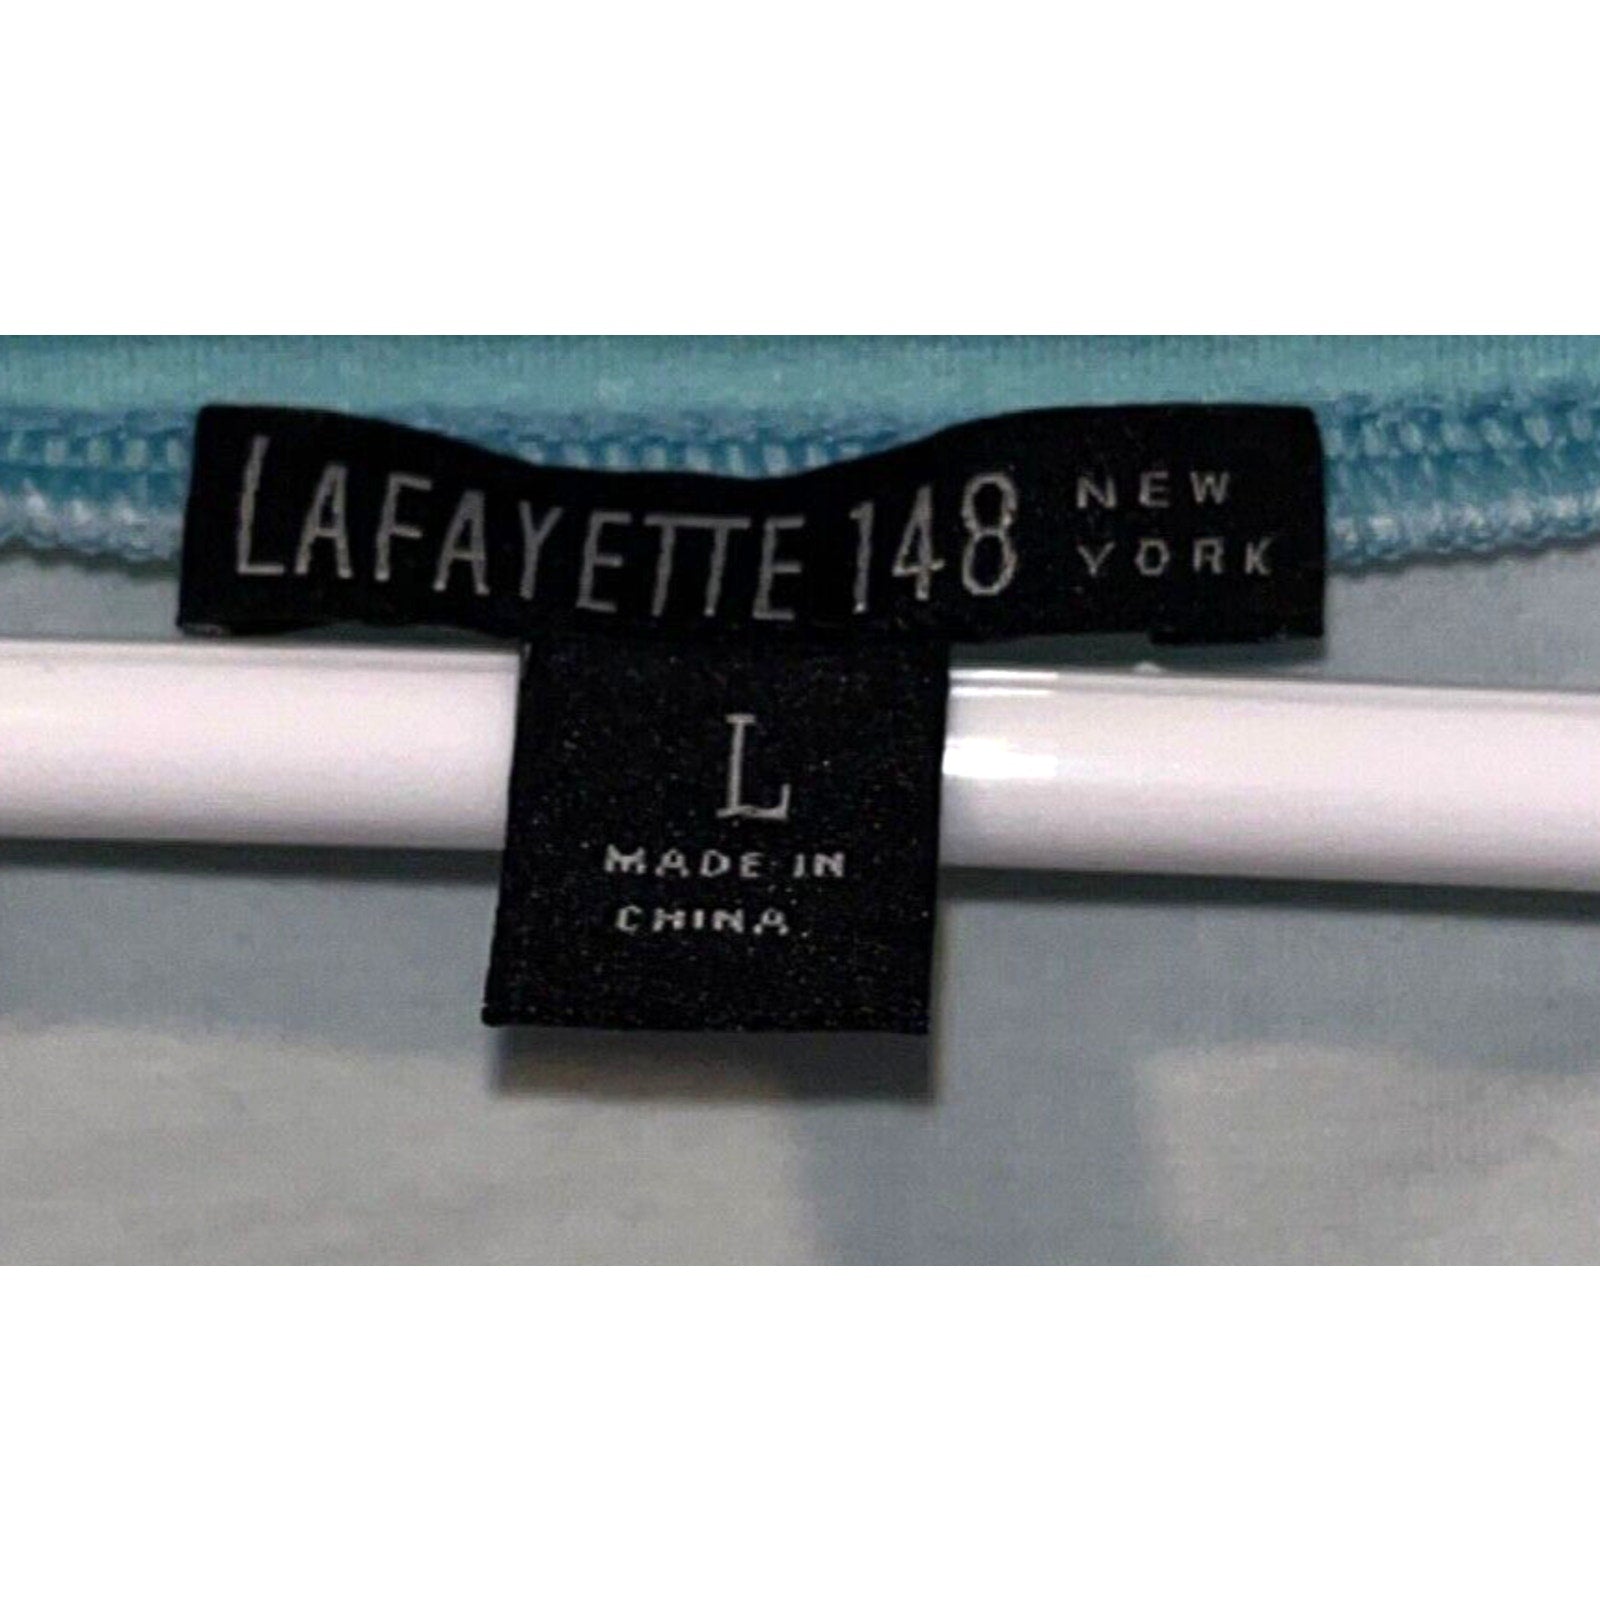 LAFAYETTE 148 NEW YORK
L
MADE IN
CHINA